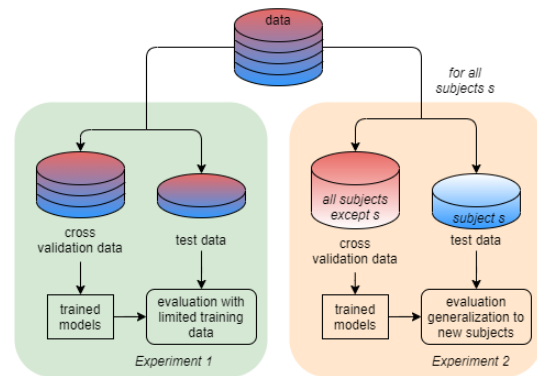 data
for all
subjects s
all subjects
except s
subject s
cross
validation data
test data
cross
validation data
test data
trained
models
evaluation with
limited training
data
trained
models
evaluation
generalization to
new subjects
Experiment 1
Experiment 2